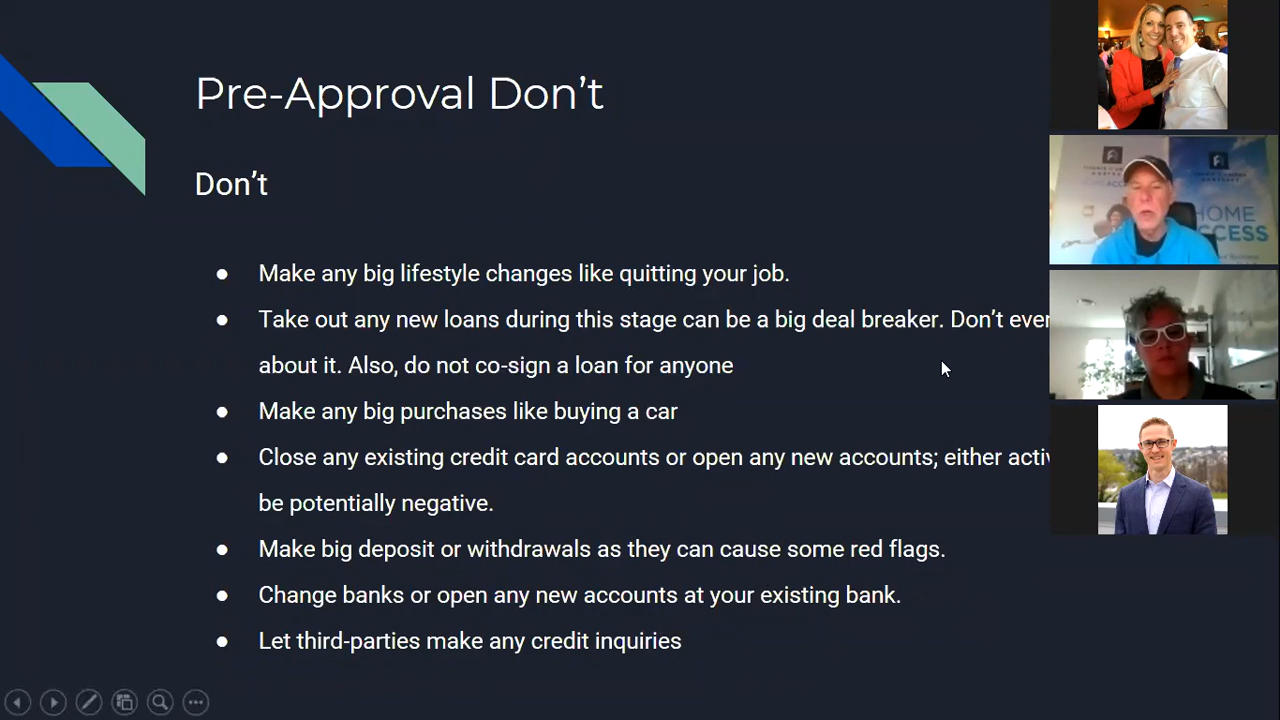 Pre-Approval Don’t
Don’t
● Make any big lifestyle changes like quitting your job.
● Take out any new loans during this stage can be a big deal breaker. Don’t even
about it. Also, do not co-sign a loan for anyone
● Make any big purchases like buying a car
● Close any existing credit card accounts or open any new accounts; either
be potentially negative.
● Make big deposit or withdrawals as they can cause some red flags.
● Change banks or open any new accounts at your existing bank.
● Let third-parties make any credit inquiries
HOME